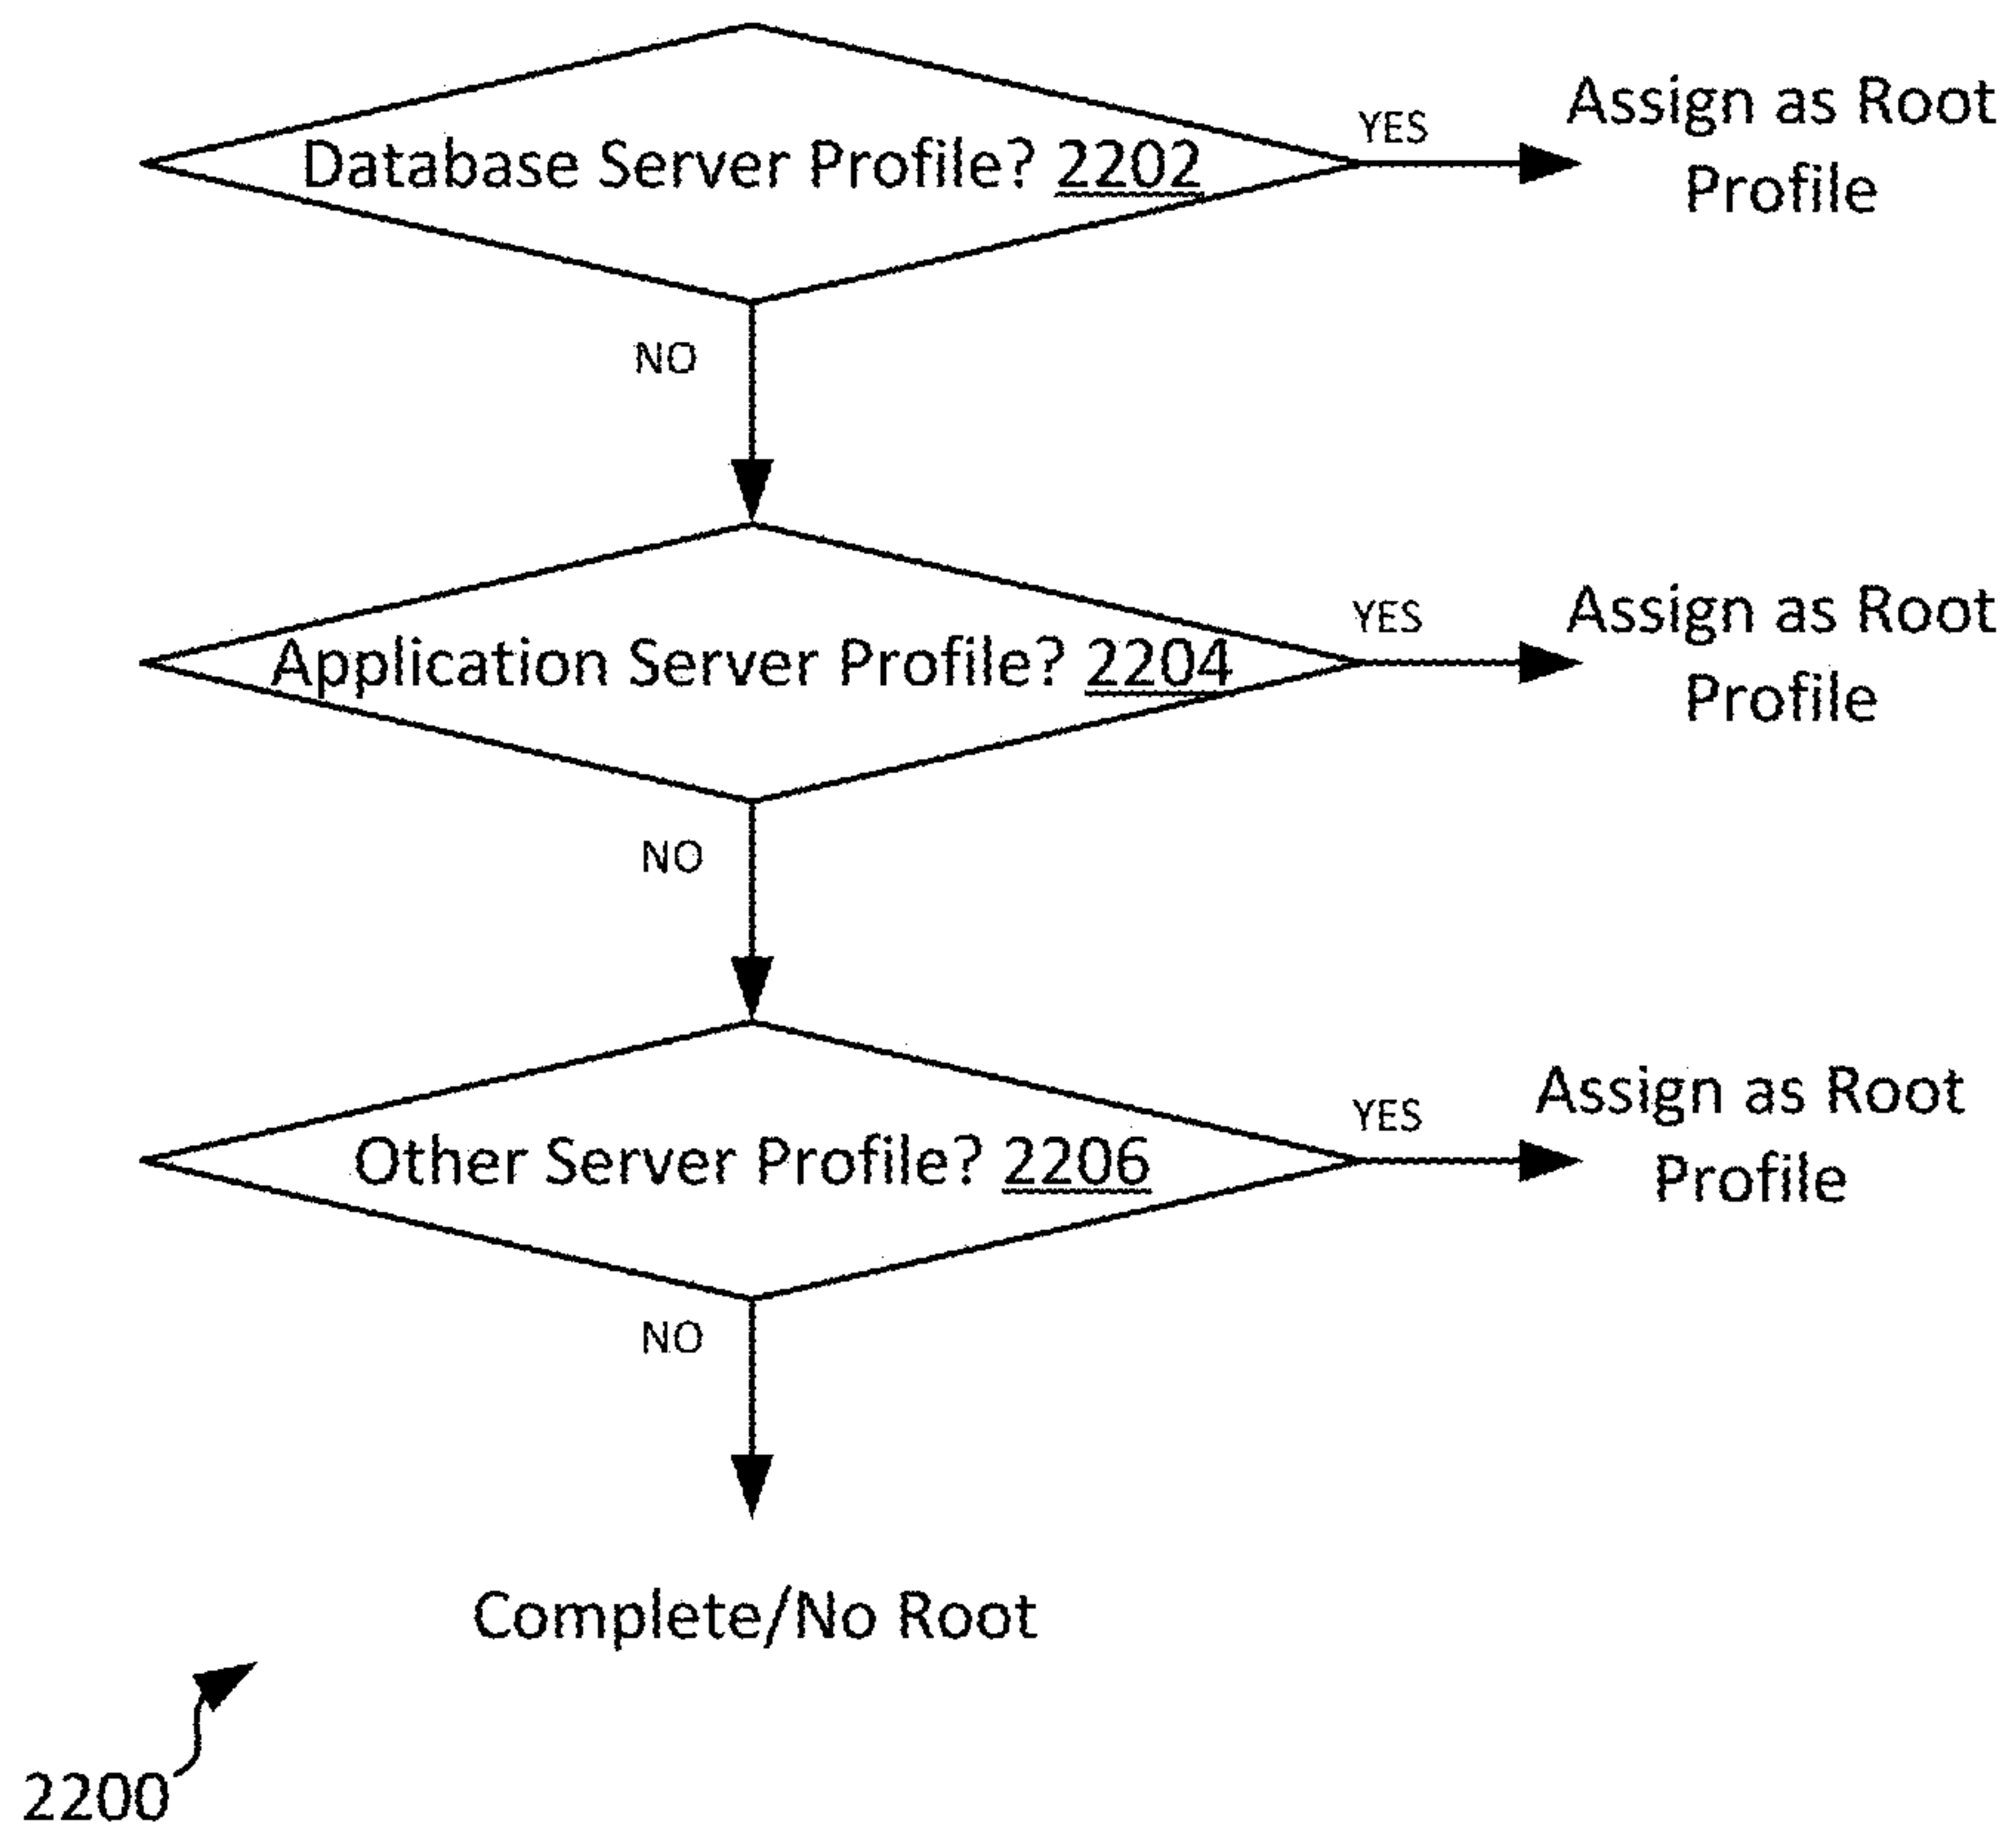 Database Server Profile? 2202
YES
Assign as Root
Profile
NO
Application Server Profile? 2204
YES
Assign as Root
Profile
NO
Other Server Profile? 2206
YES
Assign as Root
Profile
NO
Complete/No Root
2200